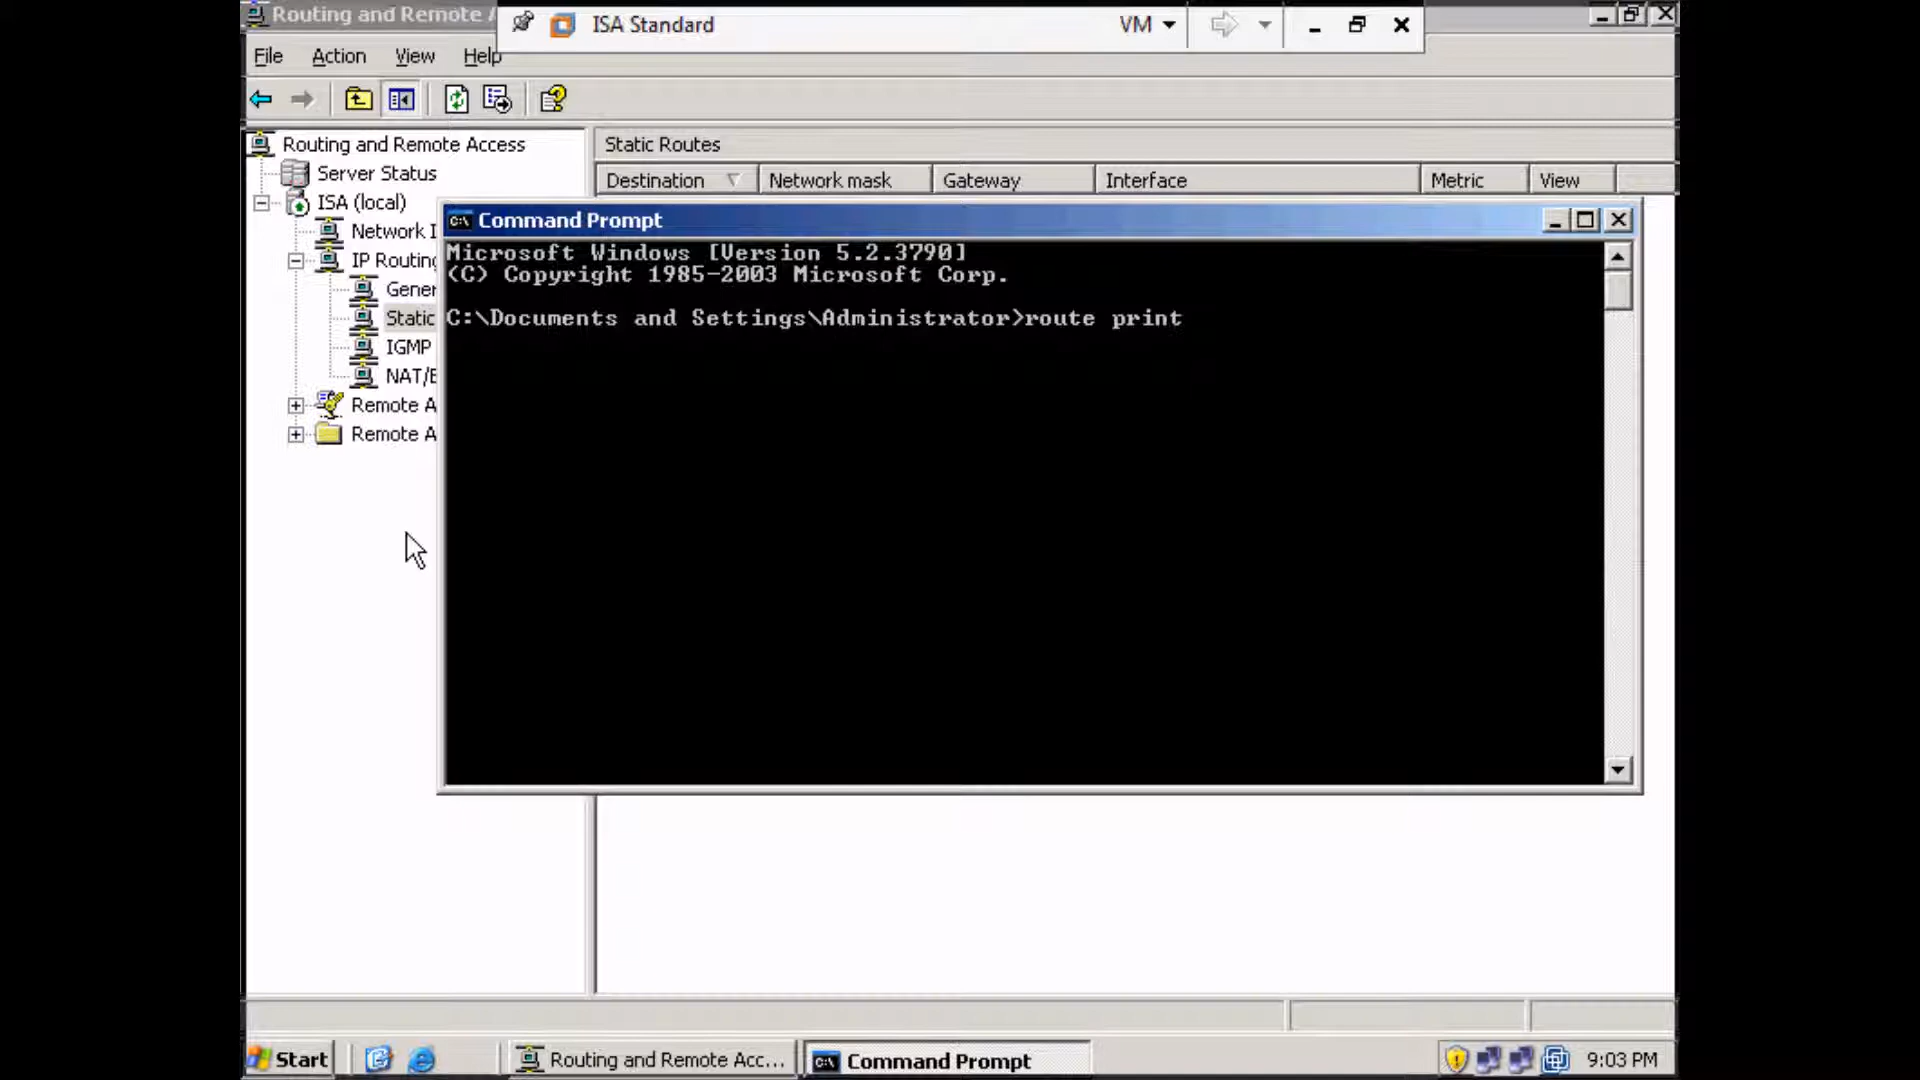 Routing and Remote A
ISA Standard
VM
File Action View Help
Routing and Remote Access
Static Routes
Server Status
Destination Network mask Gateway Interface Metric View
ISA (local)
Network I
IP Routing
Gener
Static
IGMP
NAT/B
Remote A
Remote A
Command Prompt
Microsoft Windows [Version 5.2.3790]
(C) Copyright 1985-2003 Microsoft Corp.
C:\Documents and Settings\Administrator>route print
Start
Routing and Remote Acc...
Command Prompt
9:03 PM